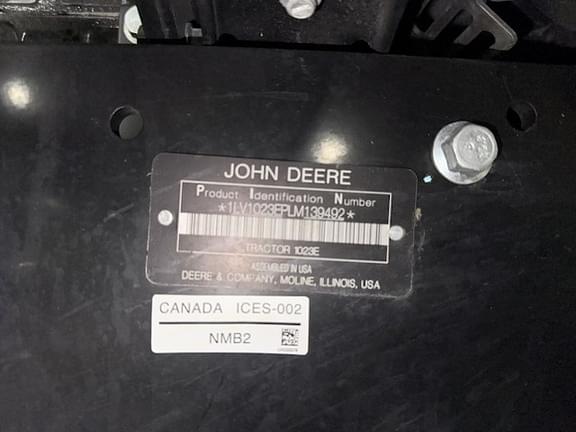 JOHN DEERE
Product Identification Number
*1LV1023EPLM139492*
TRACTOR 1023E
ASSEMBLED IN USA
DEERE & COMPANY, MOLINE, ILLINOIS, USA
CANADA ICES-002
NMB2